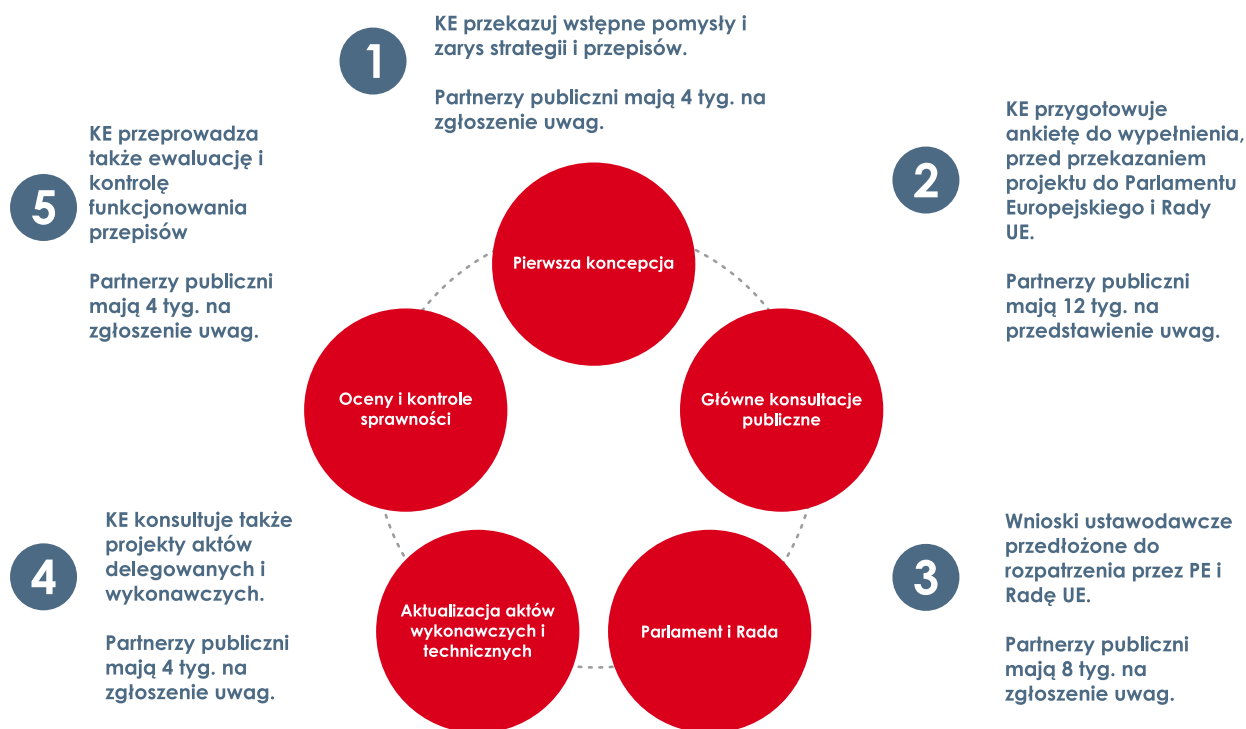 1
KE przekazuj wstępne pomysły i
zarys strategii i przepisów.
Partnerzy publiczni mają 4 tyg. na
zgłoszenie uwag.
2
KE przygotowuje
ankietę do wypełnienia,
przed przekazaniem
projektu do Parlamentu
Europejskiego i Rady
UE.
Partnerzy publiczni
mają 12 tyg. na
przedstawienie uwag.
3
Wnioski ustawodawcze
przedłożone do
rozpatrzenia przez PE i
Radę UE.
Partnerzy publiczni
mają 8 tyg. na
zgłoszenie uwag.
4
KE konsultuje także
projekty aktów
delegowanych i
wykonawczych.
Partnerzy publiczni
mają 4 tyg. na
zgłoszenie uwag.
5
KE przeprowadza
także ewaluację i
kontrolę
funkcjonowania
przepisów
Partnerzy publiczni
mają 4 tyg. na
zgłoszenie uwag.
Pierwsza koncepcja
Główne konsultacje
publiczne
Parlament i Rada
Aktualizacja aktów
wykonawczych i
technicznych
Oceny i kontrole
sprawności